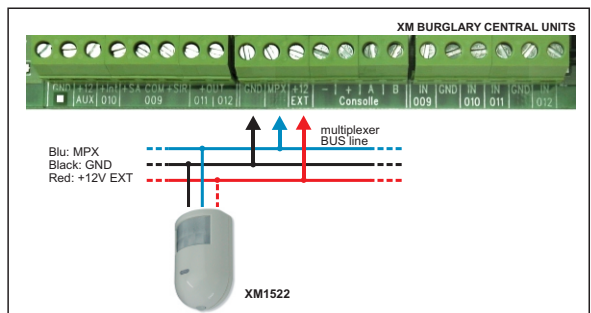 XM BURGLARY CENTRAL UNITS
GND +12 +Int +SA COM +SIR +OUT GND MPX +12 - + A B IN GND IN IN GND IN
AUX 010 009 011 012 EXT Consolle 009 010 011 012
multiplexer
BUS line
Blu: MPX
Black: GND
Red: +12V EXT
XM1522